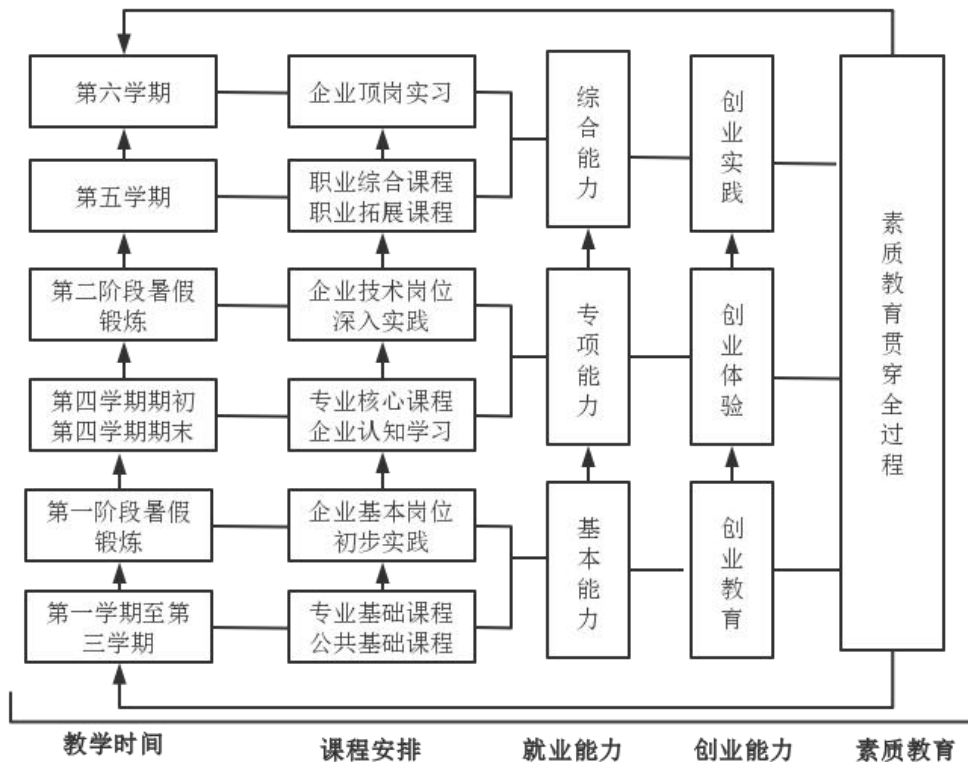 第六学期
企业顶岗实习
综合能力
创业实践
第五学期
职业综合课程
职业拓展课程
素质教育贯穿全过程
第二阶段暑假
锻炼
企业技术岗位
深入实践
专项能力
创业体验
第四学期期初
第四学期期末
专业核心课程
企业认知学习
第一阶段暑假
锻炼
企业基本岗位
初步实践
基本能力
创业教育
第一学期至第
三学期
专业基础课程
公共基础课程
教学时间
课程安排
就业能力
创业能力
素质教育